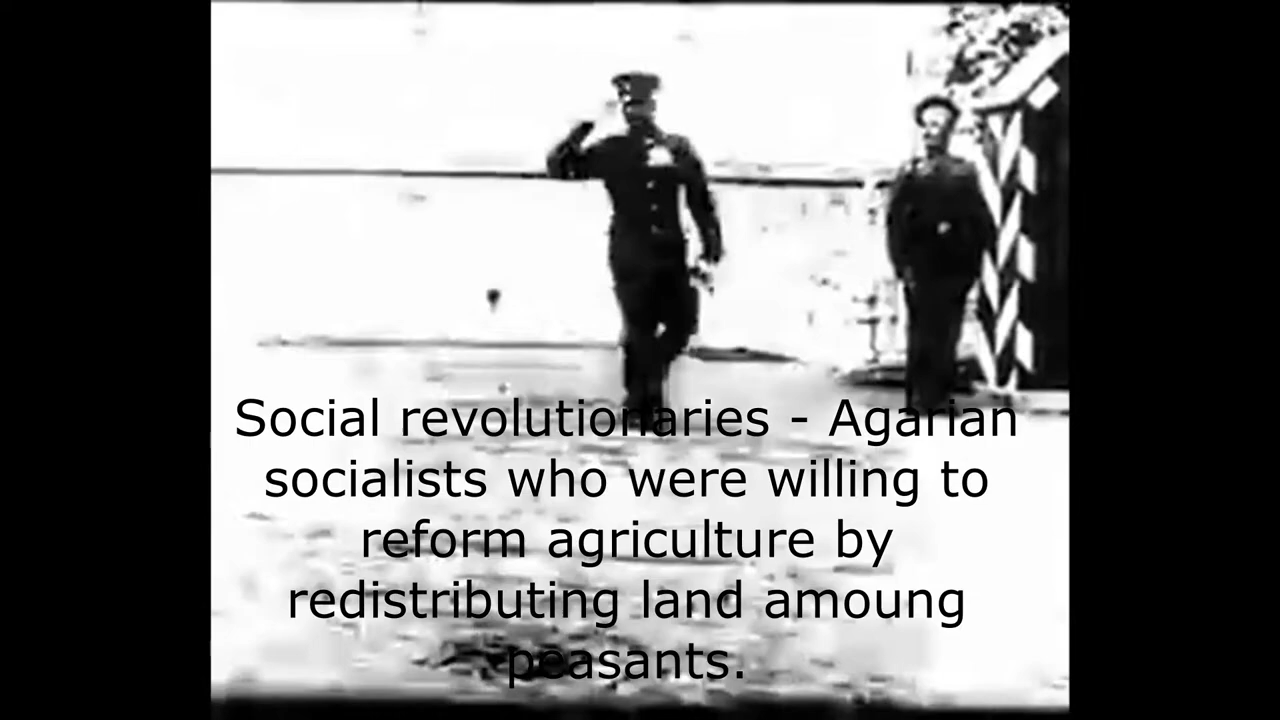 Social revolutionaries - Agarian
socialists who were willing to
reform agriculture by
redistributing land amoung
peasants.